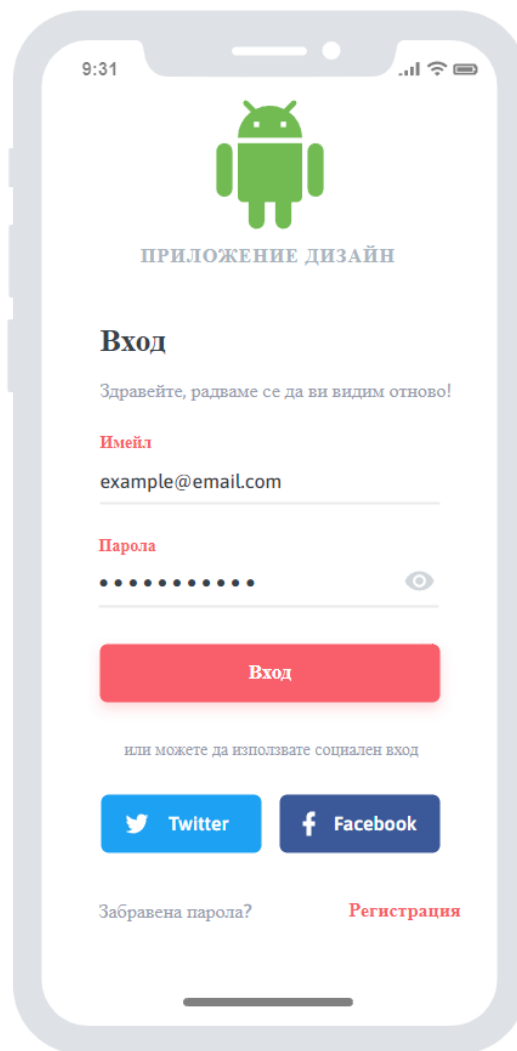 9:31
ПРИЛОЖЕНИЕ ДИЗАЙН
Вход
Здравейте, радваме се да ви видим отново!
Имейл
example@email.com
Парола
•••••••••••
Вход
или можете да използвате социален вход
Twitter
Facebook
Забравена парола?
Регистрация